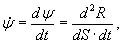 ψ̇ = dψ/dt = d²R/(dS · dt),